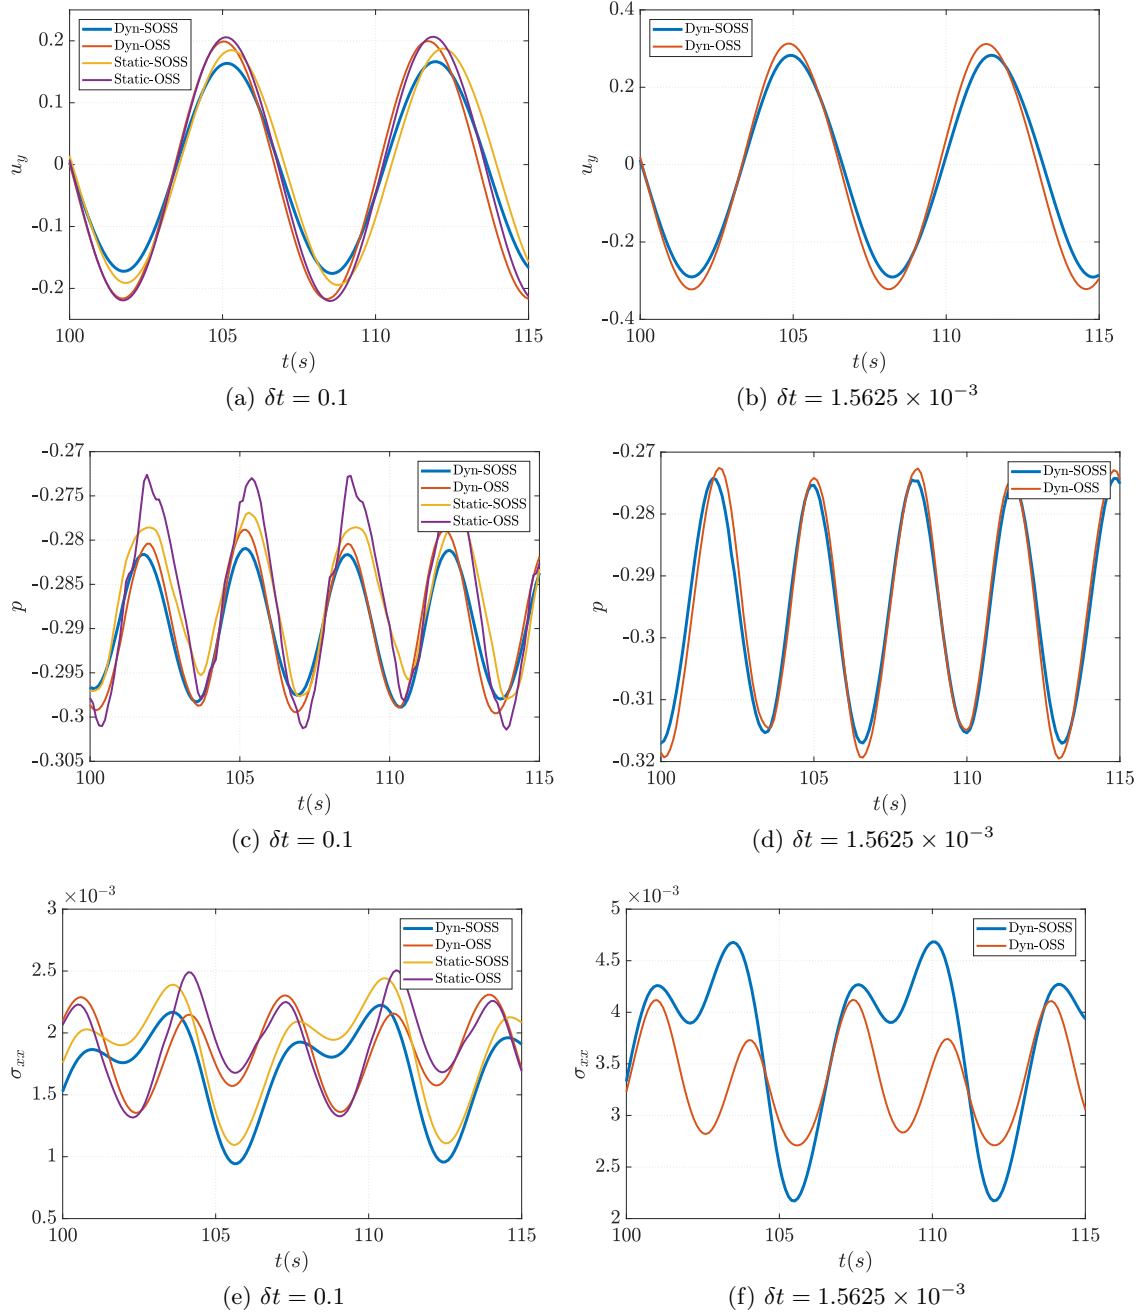 Dyn-SOSS
Dyn-OSS
Static-SOSS
Static-OSS
0.2
0.1
0
-0.1
-0.2
u_y
100
105
110
115
t(s)
(a) δt = 0.1
Dyn-SOSS
Dyn-OSS
0.4
0.2
0
-0.2
-0.4
u_y
100
105
110
115
t(s)
(b) δt = 1.5625 × 10⁻³
-0.27
-0.275
-0.28
-0.285
-0.29
-0.295
-0.3
-0.305
p
Dyn-SOSS
Dyn-OSS
Static-SOSS
Static-OSS
100
105
110
115
t(s)
(c) δt = 0.1
-0.27
-0.28
-0.29
-0.3
-0.31
-0.32
p
Dyn-SOSS
Dyn-OSS
100
105
110
115
t(s)
(d) δt = 1.5625 × 10⁻³
×10⁻³
3
2.5
2
1.5
1
0.5
σ_xx
Dyn-SOSS
Dyn-OSS
Static-SOSS
Static-OSS
100
105
110
115
t(s)
(e) δt = 0.1
×10⁻³
5
4.5
4
3.5
3
2.5
2
σ_xx
Dyn-SOSS
Dyn-OSS
100
105
110
115
t(s)
(f) δt = 1.5625 × 10⁻³